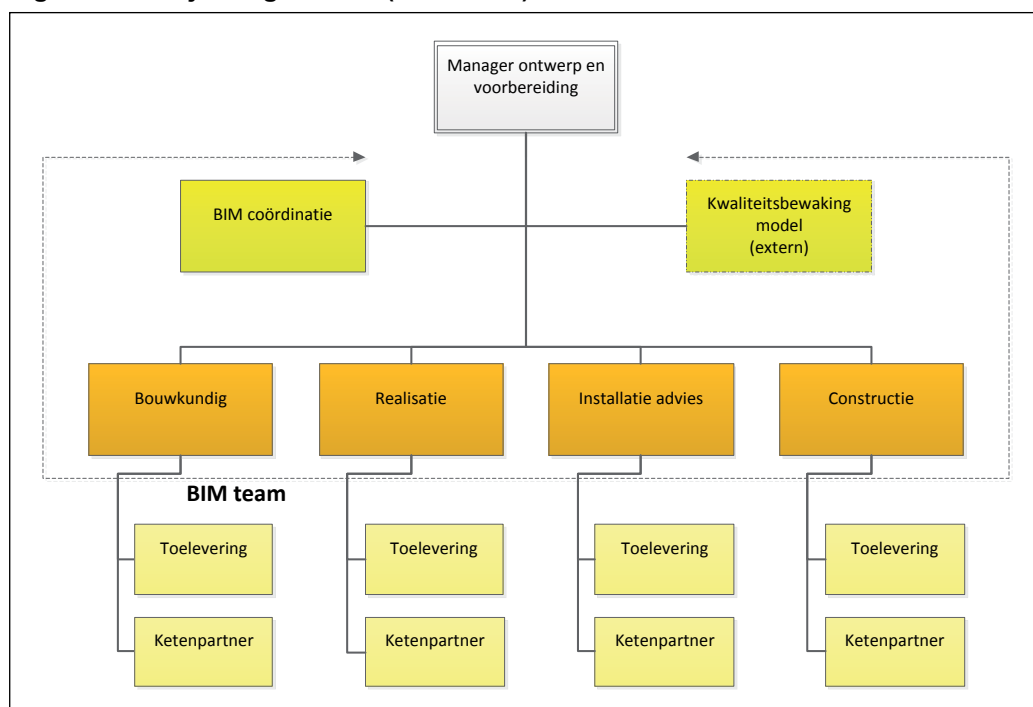 Manager ontwerp en
voorbereiding
BIM coördinatie
Kwaliteitsbewaking
model
(extern)
Bouwkundig
Realisatie
Installatie advies
Constructie
BIM team
Toelevering
Toelevering
Toelevering
Toelevering
Ketenpartner
Ketenpartner
Ketenpartner
Ketenpartner